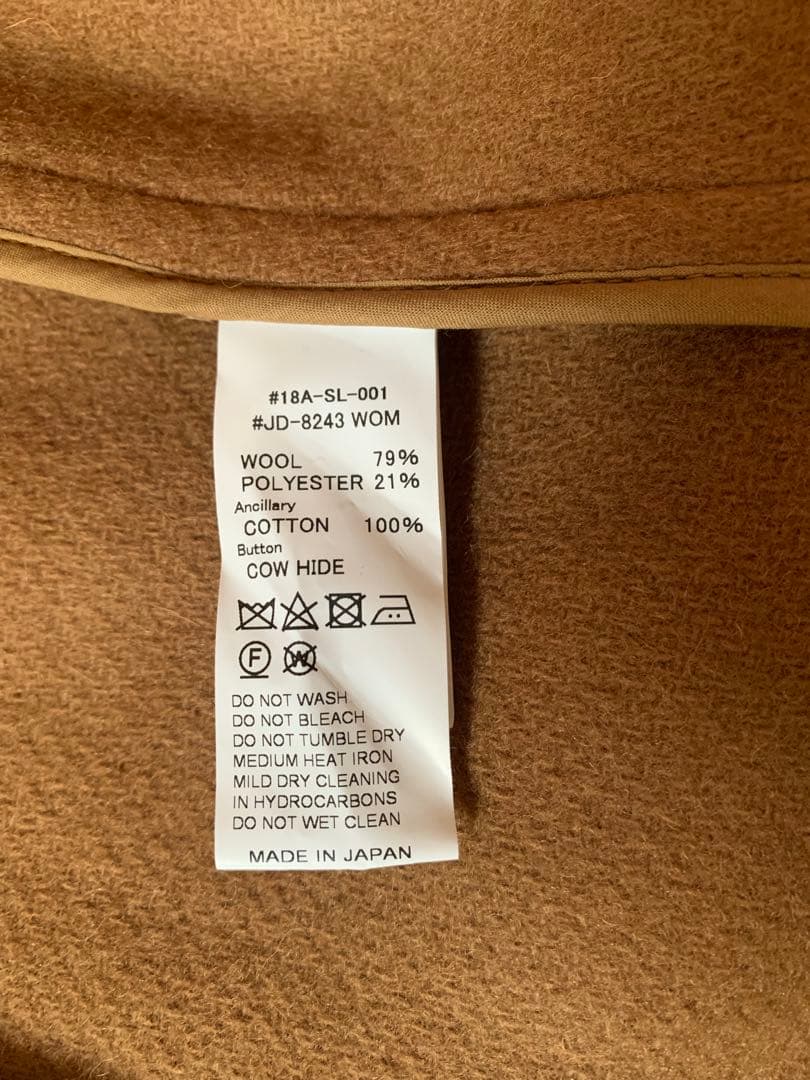 #18A-SL-001
#JD-8243 WOM
WOOL 79%
POLYESTER 21%
Ancillary
COTTON 100%
Button
COW HIDE
F W
DO NOT WASH
DO NOT BLEACH
DO NOT TUMBLE DRY
MEDIUM HEAT IRON
MILD DRY CLEANING
IN HYDROCARBONS
DO NOT WET CLEAN
MADE IN JAPAN